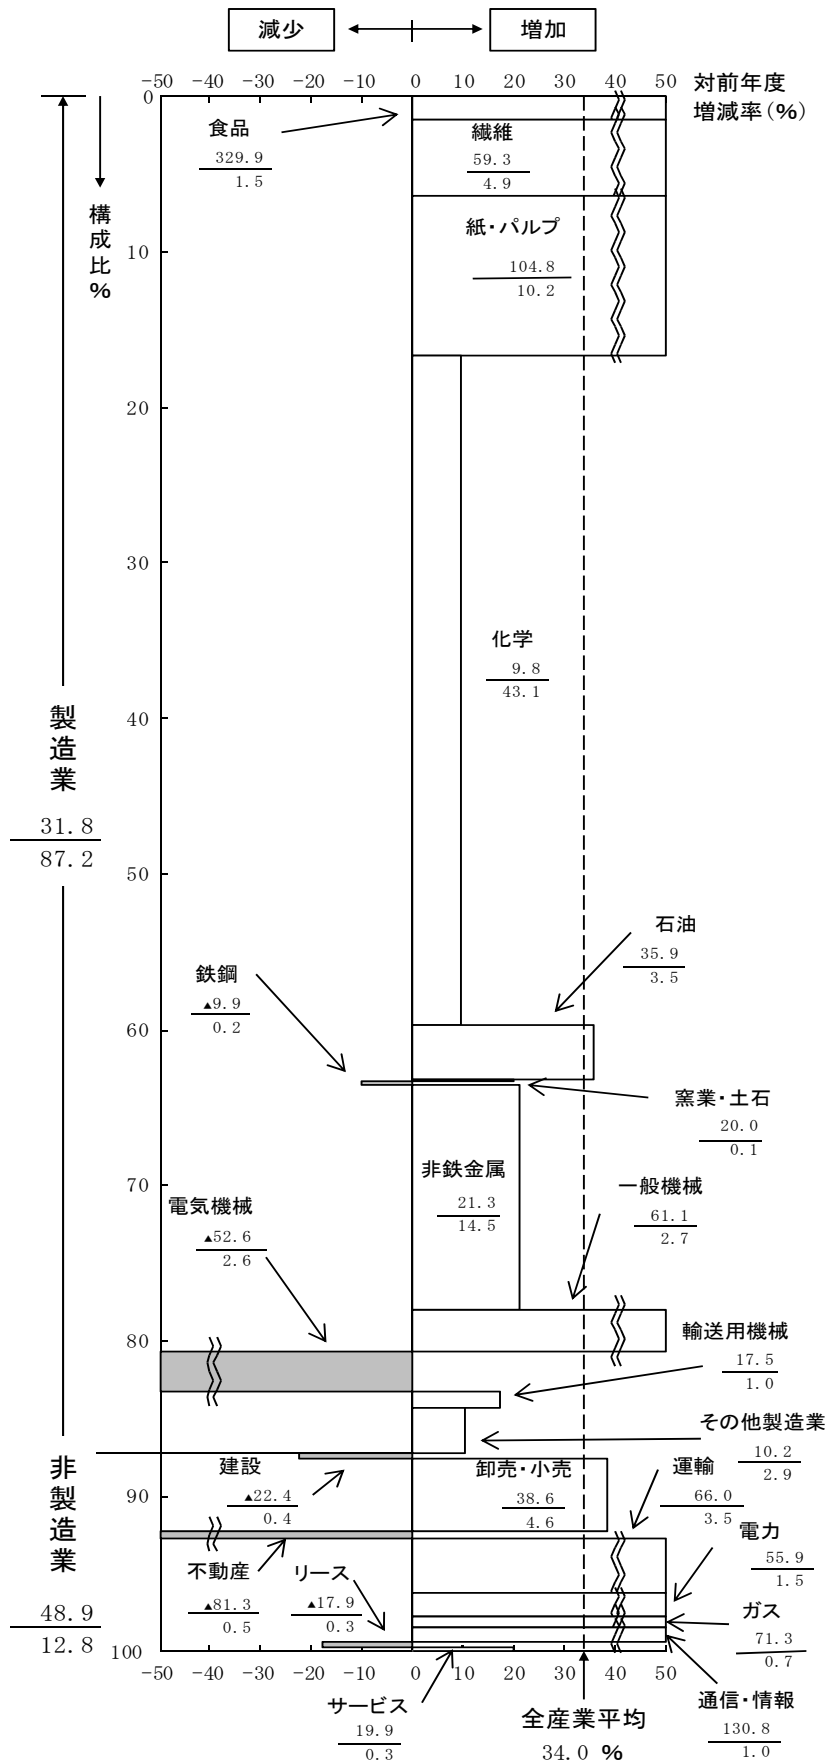 減少
増加
-50 -40 -30 -20 -10 0 10 20 30 40 50
対前年度
増減率(%)
0
10
20
30
40
50
60
70
80
90
100
構成比%
食品
329.9
1.5
繊維
59.3
4.9
紙・パルプ
104.8
10.2
化学
9.8
43.1
製造業
31.8
87.2
石油
35.9
3.5
鉄鋼
▲9.9
0.2
窯業・土石
20.0
0.1
非鉄金属
21.3
14.5
一般機械
61.1
2.7
電気機械
▲52.6
2.6
輸送用機械
17.5
1.0
その他製造業
10.2
2.9
非製造業
48.9
12.8
建設
▲22.4
0.4
卸売・小売
38.6
4.6
運輸
66.0
3.5
電力
55.9
1.5
不動産
▲81.3
0.5
リース
▲17.9
0.3
ガス
71.3
0.7
-50 -40 -30 -20 -10 0 10 20 30 40 50
通信・情報
130.8
1.0
サービス
19.9
0.3
全産業平均
34.0 %